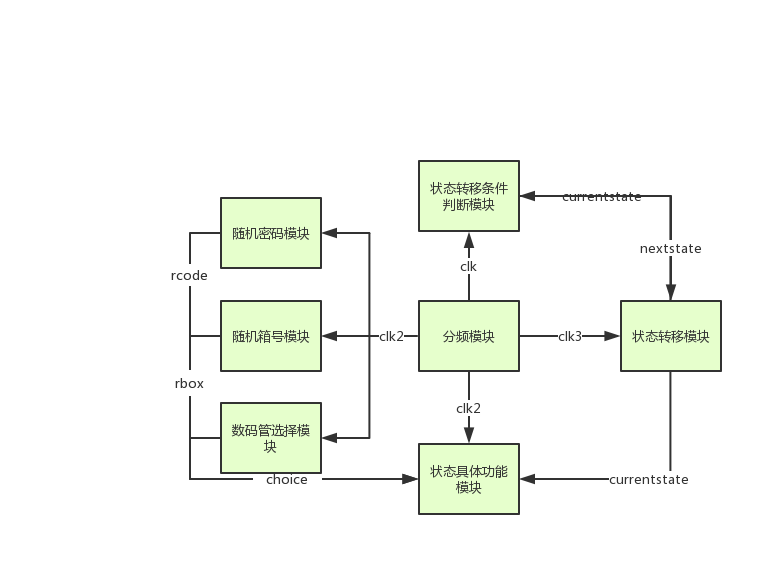 状态转移条件
判断模块
currentstate
随机密码模块
nextstate
clk
rcode
随机箱号模块
clk2
分频模块
clk3
状态转移模块
rbox
clk2
数码管选择模
块
choice
状态具体功能
模块
currentstate